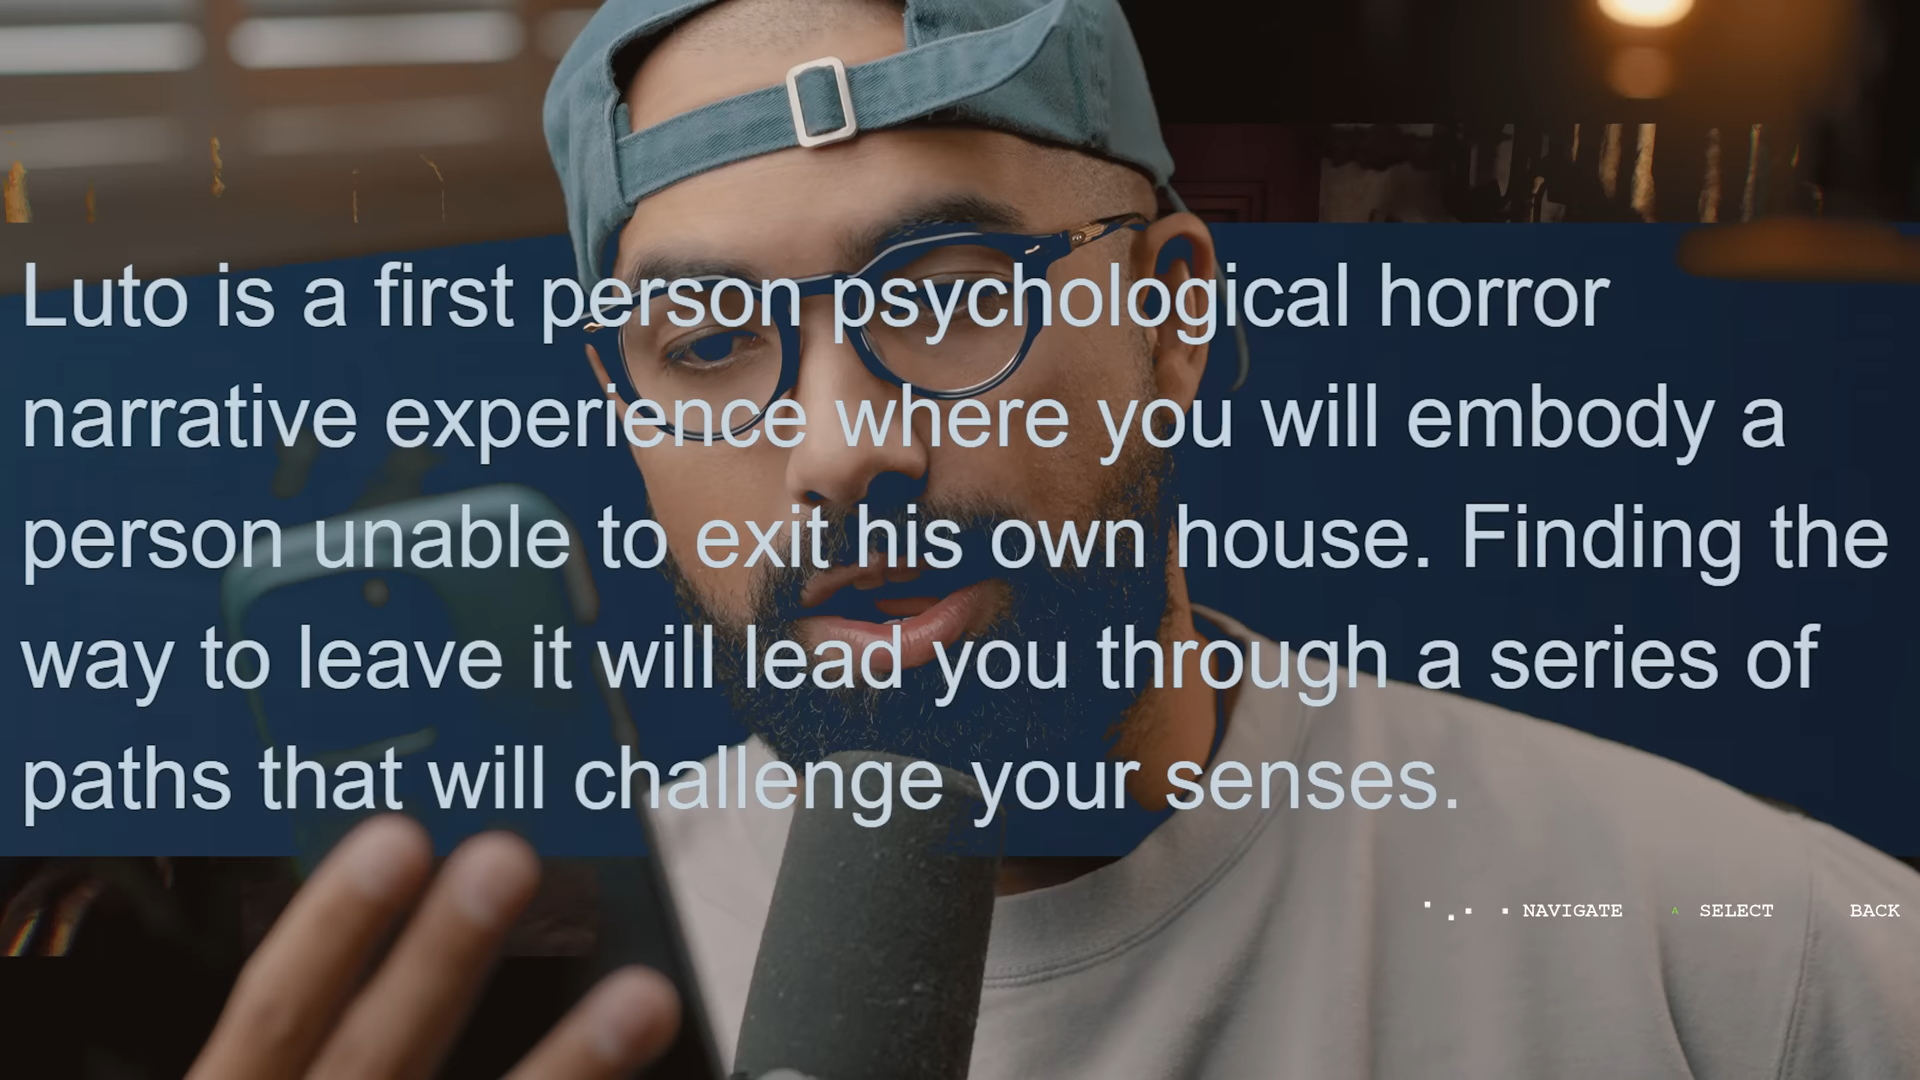 Luto is a first person psychological horror
narrative experience where you will embody a
person unable to exit his own house. Finding the
way to leave it will lead you through a series of
paths that will challenge your senses.
NAVIGATE A SELECT BACK